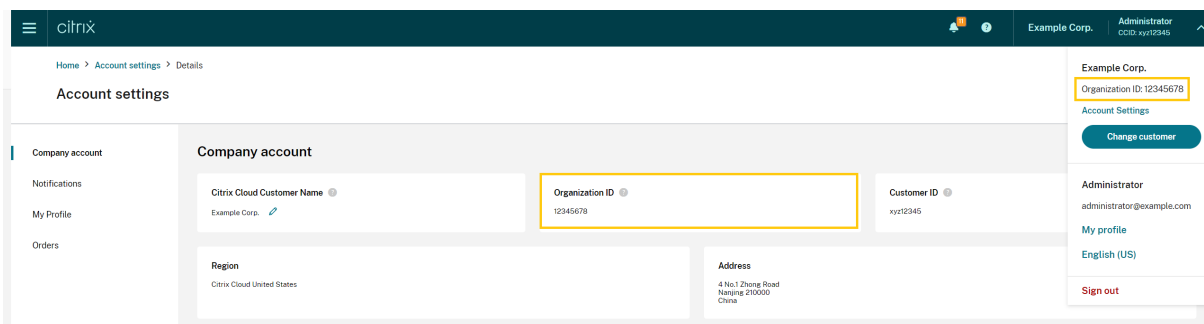 citrix
11
?
Example Corp.
Administrator
CCID: xyz12345
Home > Account settings > Details
Account settings
Example Corp.
Organization ID: 12345678
Account Settings
Change customer
Administrator
administrator@example.com
My profile
English (US)
Sign out
Company account
Notifications
My Profile
Orders
Company account
Citrix Cloud Customer Name ?
Example Corp.
Organization ID ?
12345678
Customer ID ?
xyz12345
Region
Citrix Cloud United States
Address
4 No.1 Zhong Road
Nanjing 210000
China